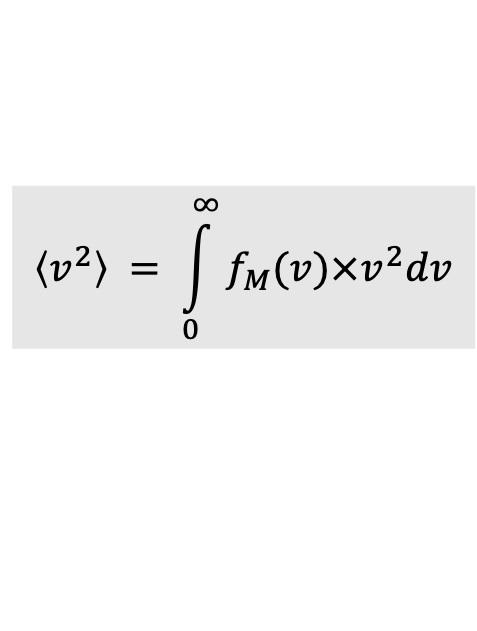 ⟨v²⟩ = ∫₀^∞ f_M(v)×v²dv